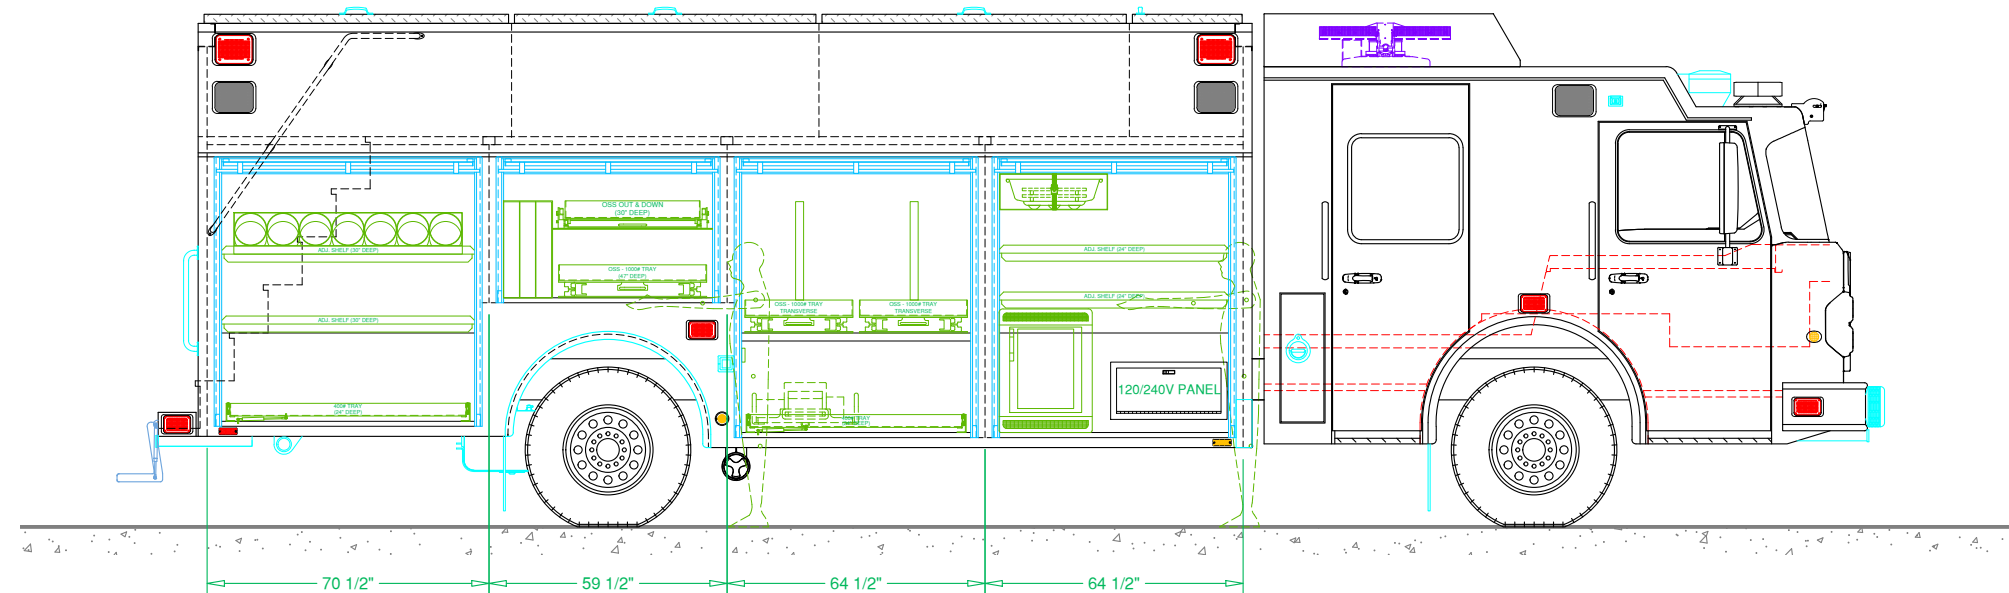 OSS OUT & DOWN
(30" DEEP)
ADJ. SHELF (30" DEEP)
ADJ. SHELF (24" DEEP)
OSS - 1000# TRAY
(47" DEEP)
ADJ. SHELF (24" DEEP)
OSS - 1000# TRAY
TRANSVERSE
OSS - 1000# TRAY
TRANSVERSE
ADJ. SHELF (30" DEEP)
120/240V PANEL
400# TRAY
(24" DEEP)
TRAY
DEEP)
70 1/2"
59 1/2"
64 1/2"
64 1/2"